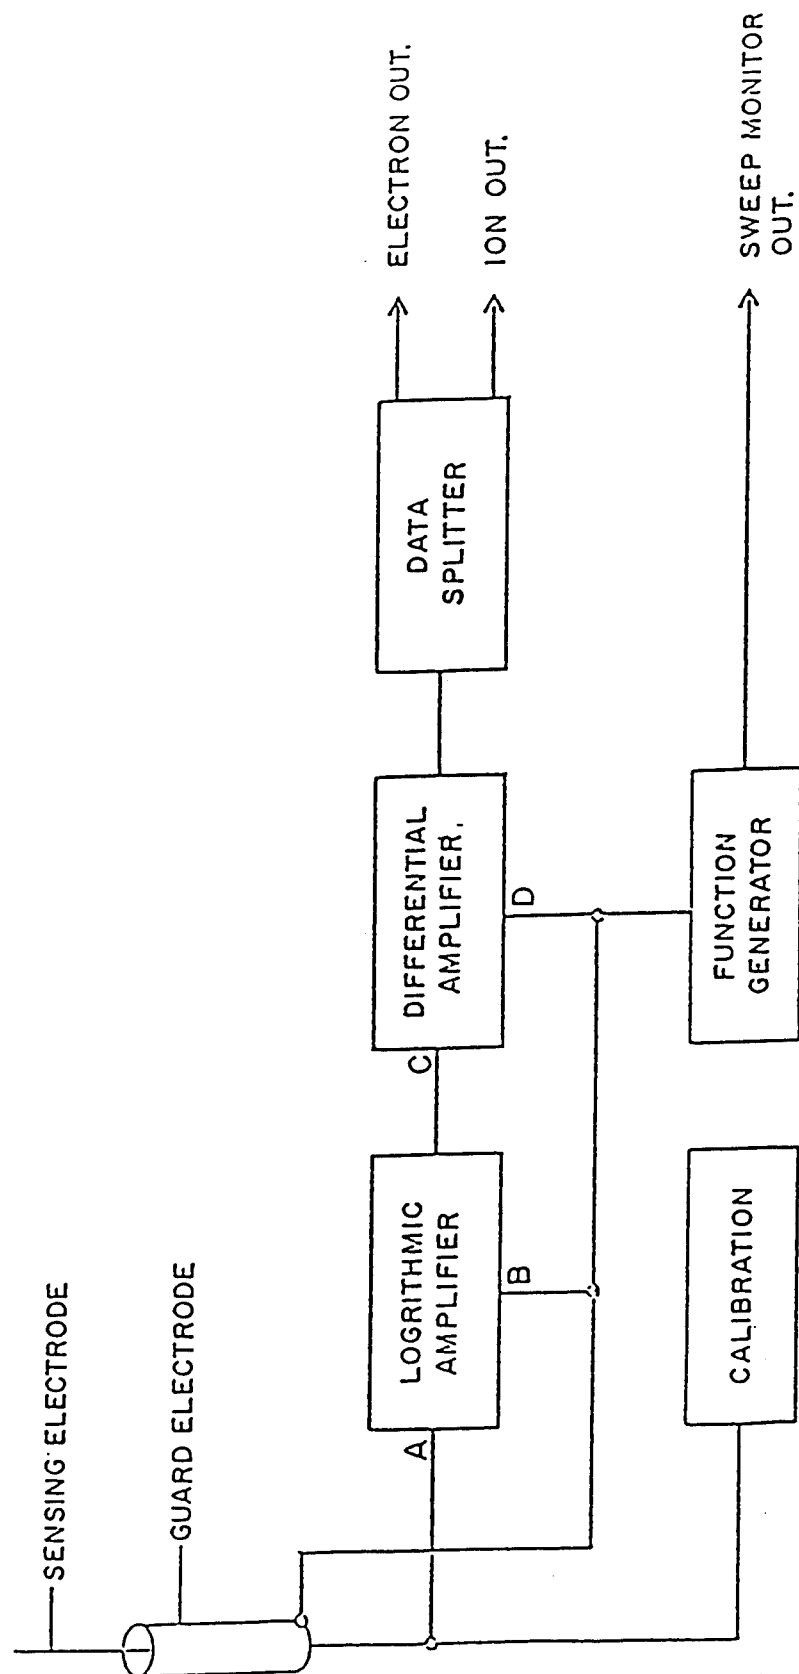 SENSING ELECTRODE
GUARD ELECTRODE
A
LOGRITHMIC
AMPLIFIER
B
C
DIFFERENTIAL
AMPLIFIER.
D
DATA
SPLITTER
ELECTRON OUT.
ION OUT.
CALIBRATION
FUNCTION
GENERATOR
SWEEP MONITOR
OUT.